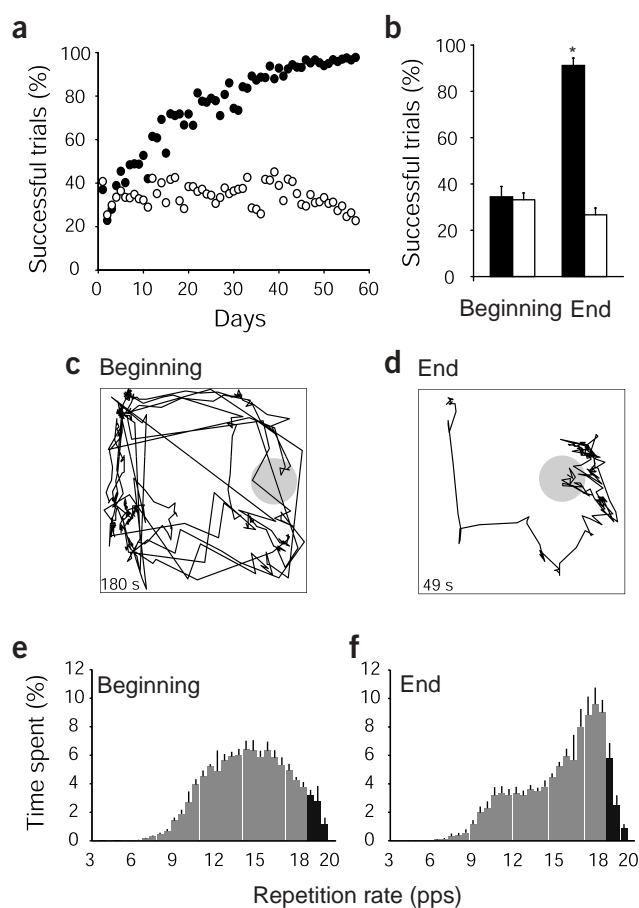 a
Successful trials (%)
100
80
60
40
20
0
0 10 20 30 40 50 60
Days
b
Successful trials (%)
100
80
60
40
20
0
*
Beginning End
c Beginning
180 s
d End
49 s
e
Time spent (%)
12
10
8
6
4
2
0
Beginning
3 6 9 12 15 18 20
f
12
10
8
6
4
2
0
End
3 6 9 12 15 18 20
Repetition rate (pps)